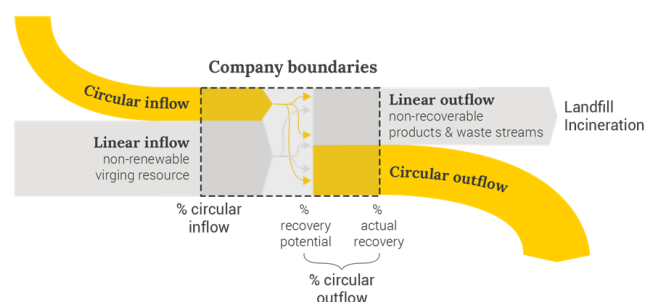 Company boundaries
Circular inflow
Linear inflow
non-renewable
virging resource
Linear outflow
non-recoverable
products & waste streams
Landfill
Incineration
Circular outflow
% circular
inflow
%
recovery
potential
%
actual
recovery
% circular
outflow